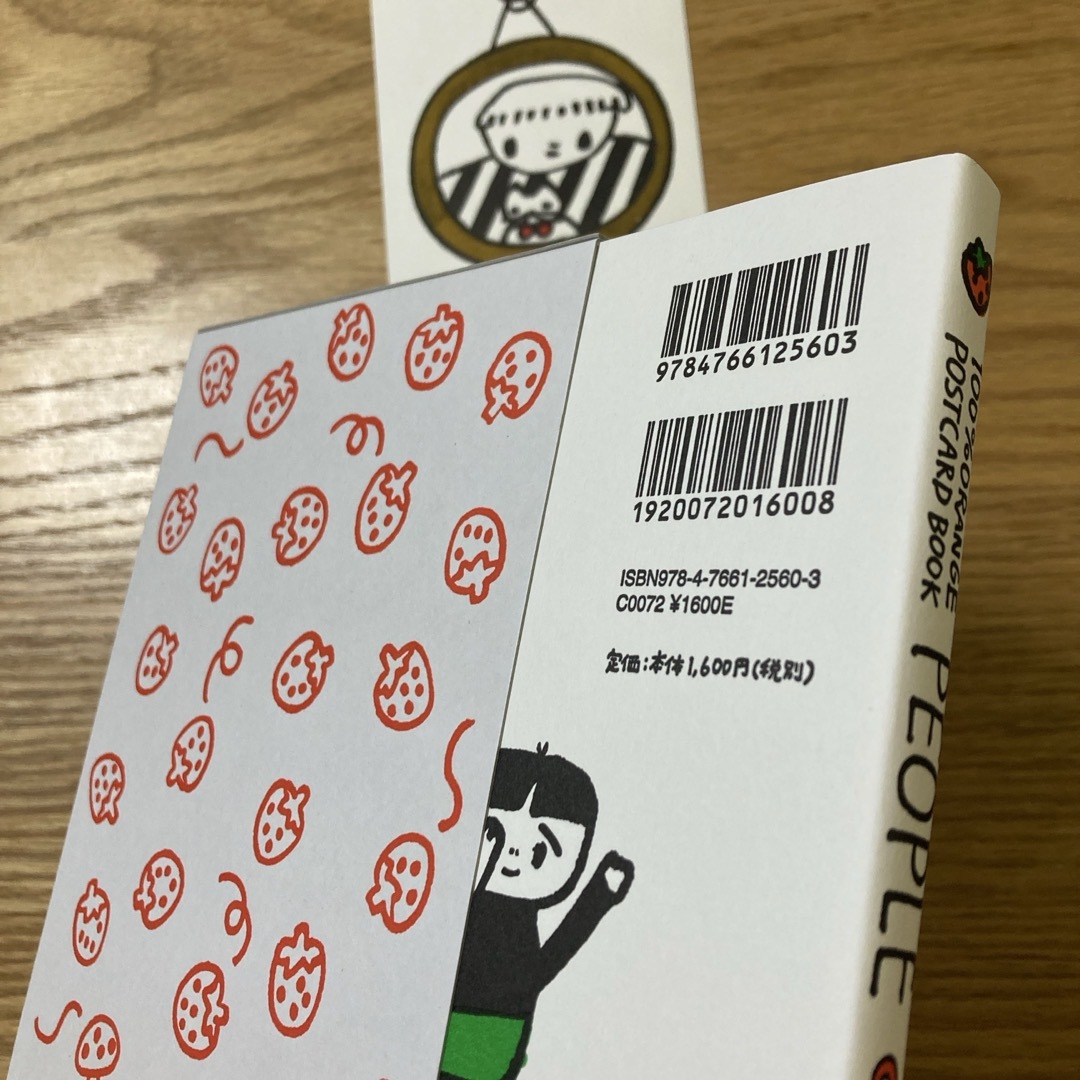 9784766125603
1920072016008
ISBN978-4-7661-2560-3
C0072 ¥1600E
定価:本体1,600円(税別)
100%ORANGE
POSTCARD BOOK
PEOPLE